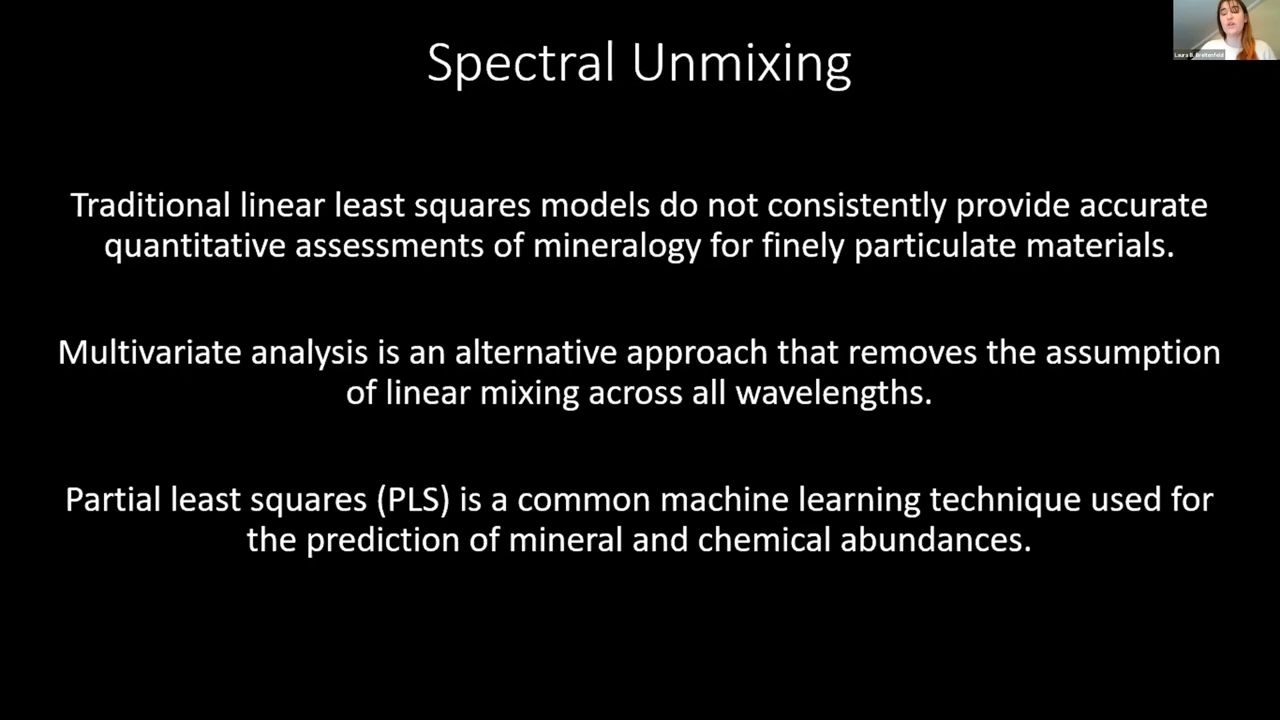 Spectral Unmixing
Laura B. Breitenfeld
Traditional linear least squares models do not consistently provide accurate
quantitative assessments of mineralogy for finely particulate materials.
Multivariate analysis is an alternative approach that removes the assumption
of linear mixing across all wavelengths.
Partial least squares (PLS) is a common machine learning technique used for
the prediction of mineral and chemical abundances.